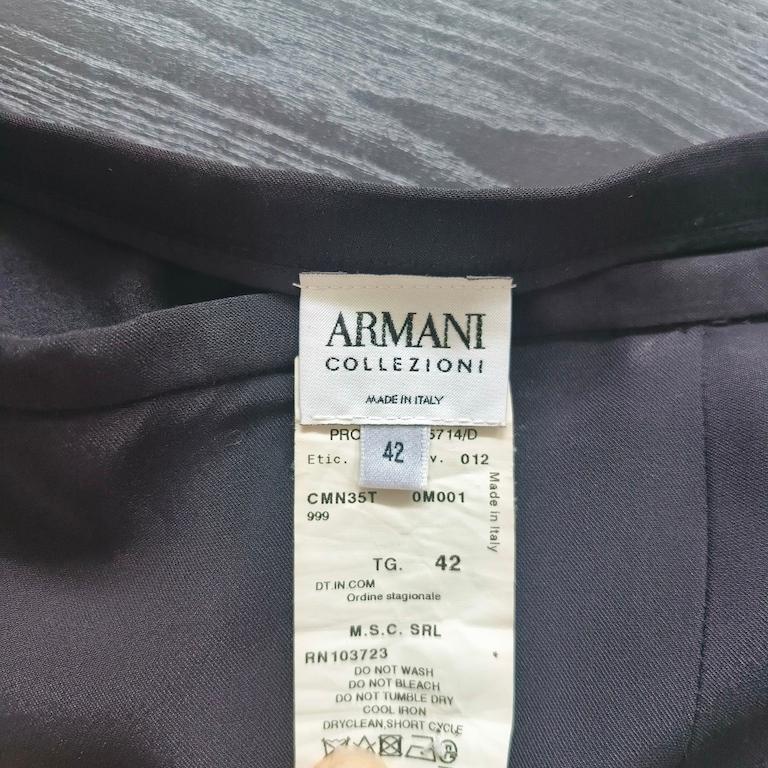 ARMANI
COLLEZIONI
MADE IN ITALY
42
5714/D
Etic. 012
CMN35T 0M001
999
Made in Italy
TG. 42
DT.IN.COM
Ordine stagionale
M.S.C. SRL
RN103723
DO NOT WASH
DO NOT BLEACH
DO NOT TUMBLE DRY
COOL IRON
DRYCLEAN,SHORT CYCLE